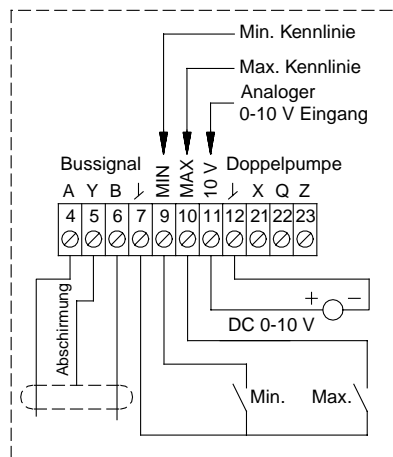 Min. Kennlinie
Max. Kennlinie
Analoger
0-10 V Eingang
Bussignal
MIN
MAX
10 V
Doppelpumpe
A Y B X Q Z
4 5 6 7 9 10 11 12 21 22 23
Abschirmung
+ −
DC 0-10 V
Min. Max.